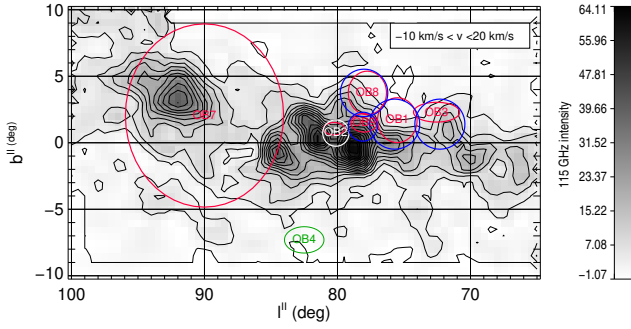 10
5
0
−5
−10
b^II (deg)
100
90
80
70
l^II (deg)
−10 km/s < v <20 km/s
OB7
OB8
OB1
OB3
OB2
OB4
64.11
55.96
47.81
39.66
31.52
23.37
15.22
7.08
−1.07
115 GHz intensity